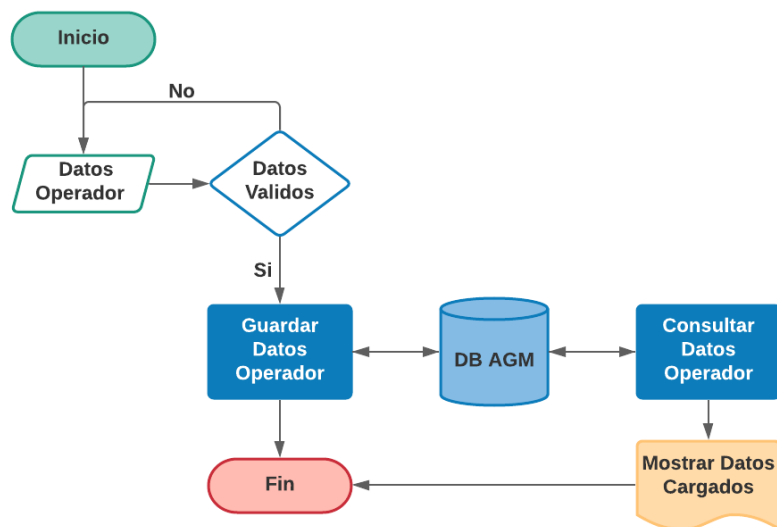 Inicio
No
Datos
Operador
Datos
Validos
Si
Guardar
Datos
Operador
DB AGM
Consultar
Datos
Operador
Mostrar Datos
Cargados
Fin